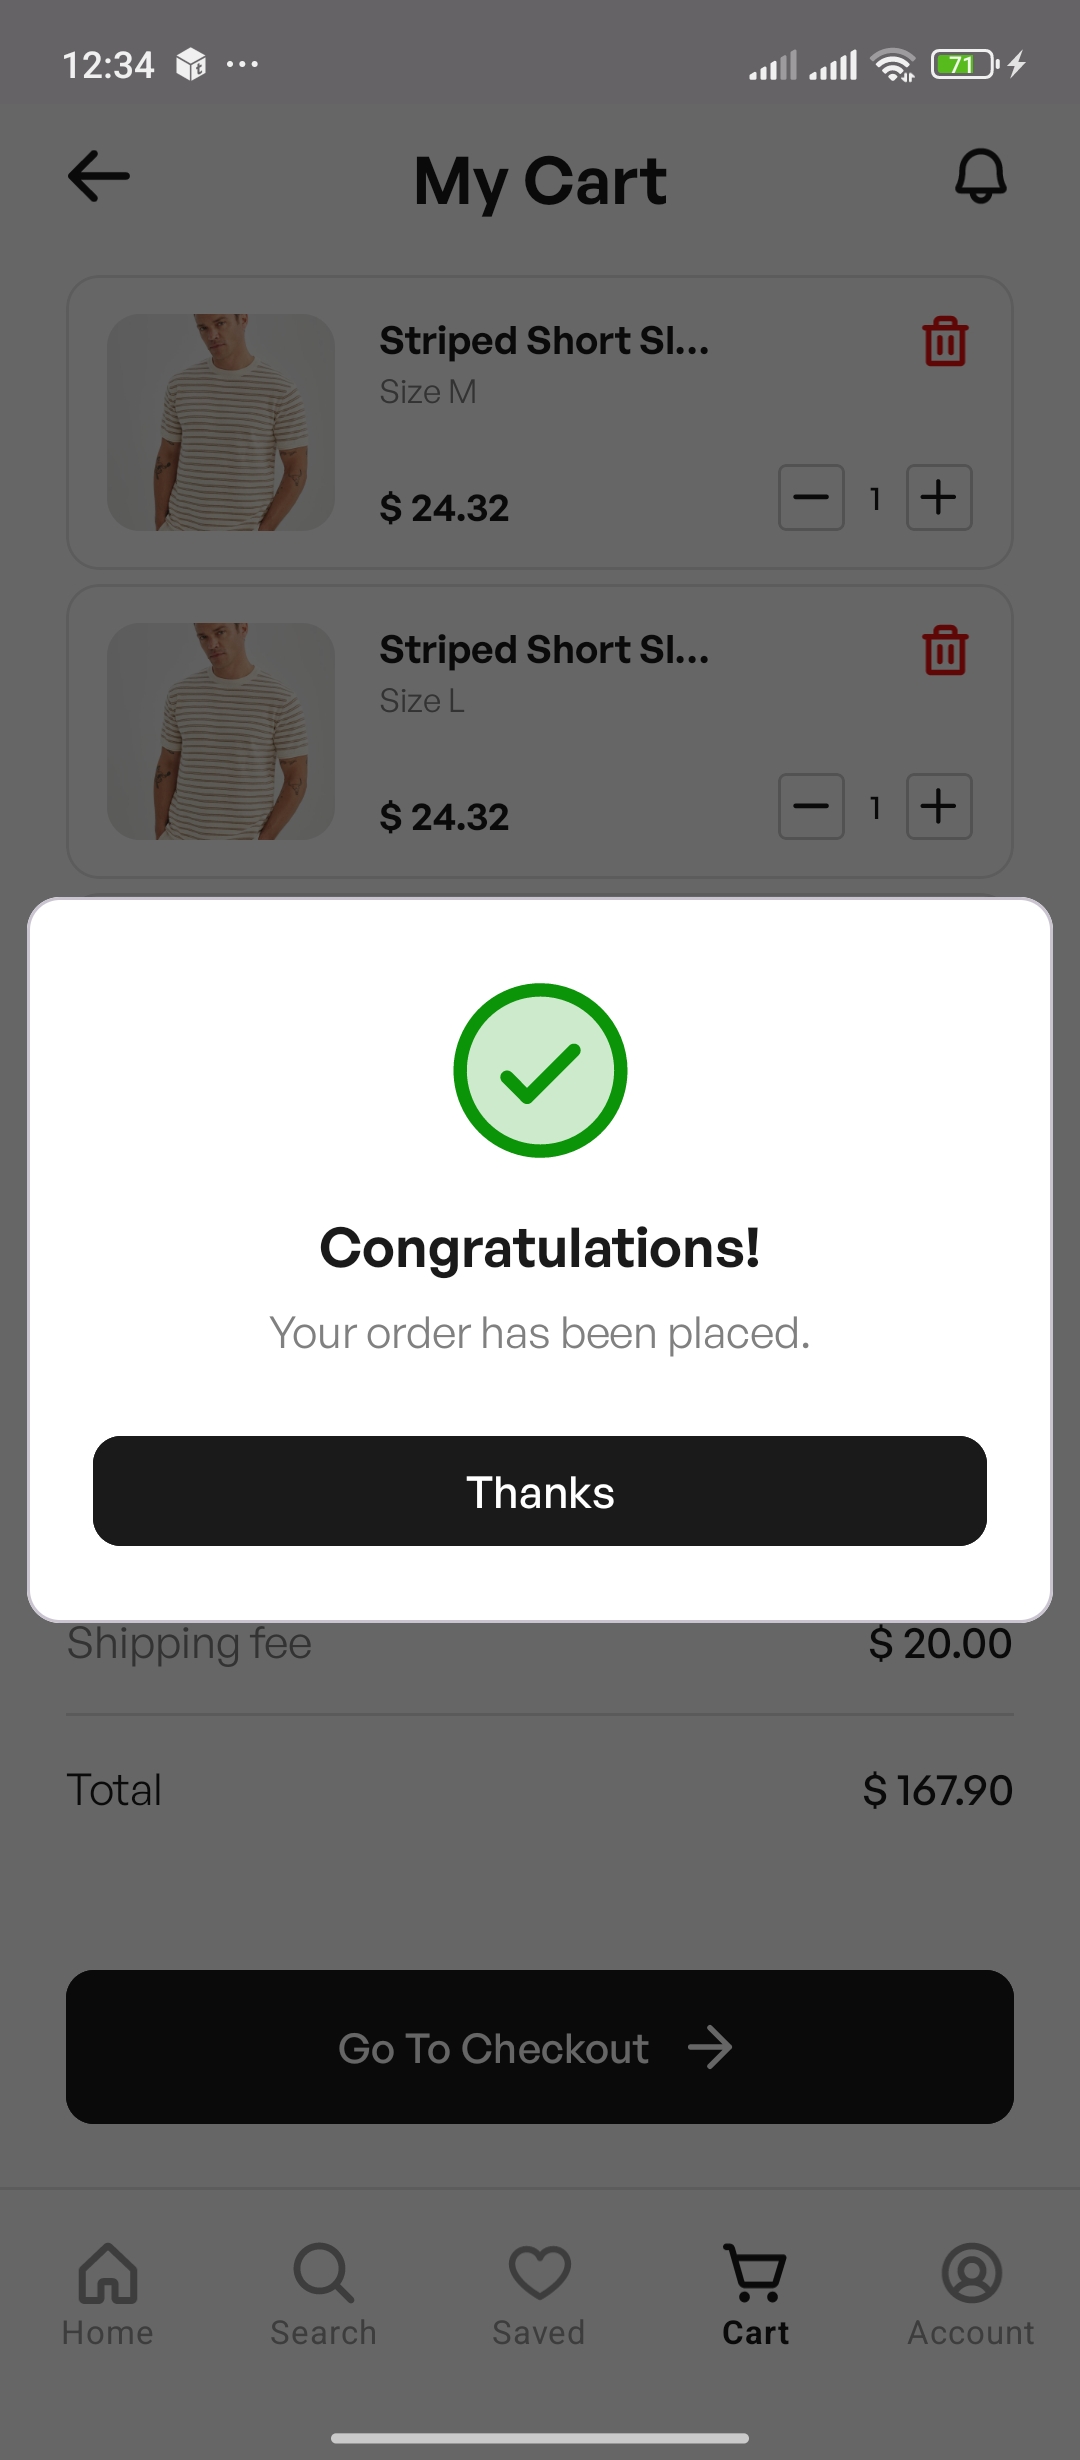 12:34
71
My Cart
Striped Short Sl...
Size M
$ 24.32
1
Striped Short Sl...
Size L
$ 24.32
1
Congratulations!
Your order has been placed.
Thanks
Shipping fee $ 20.00
Total $ 167.90
Go To Checkout
Home Search Saved Cart Account